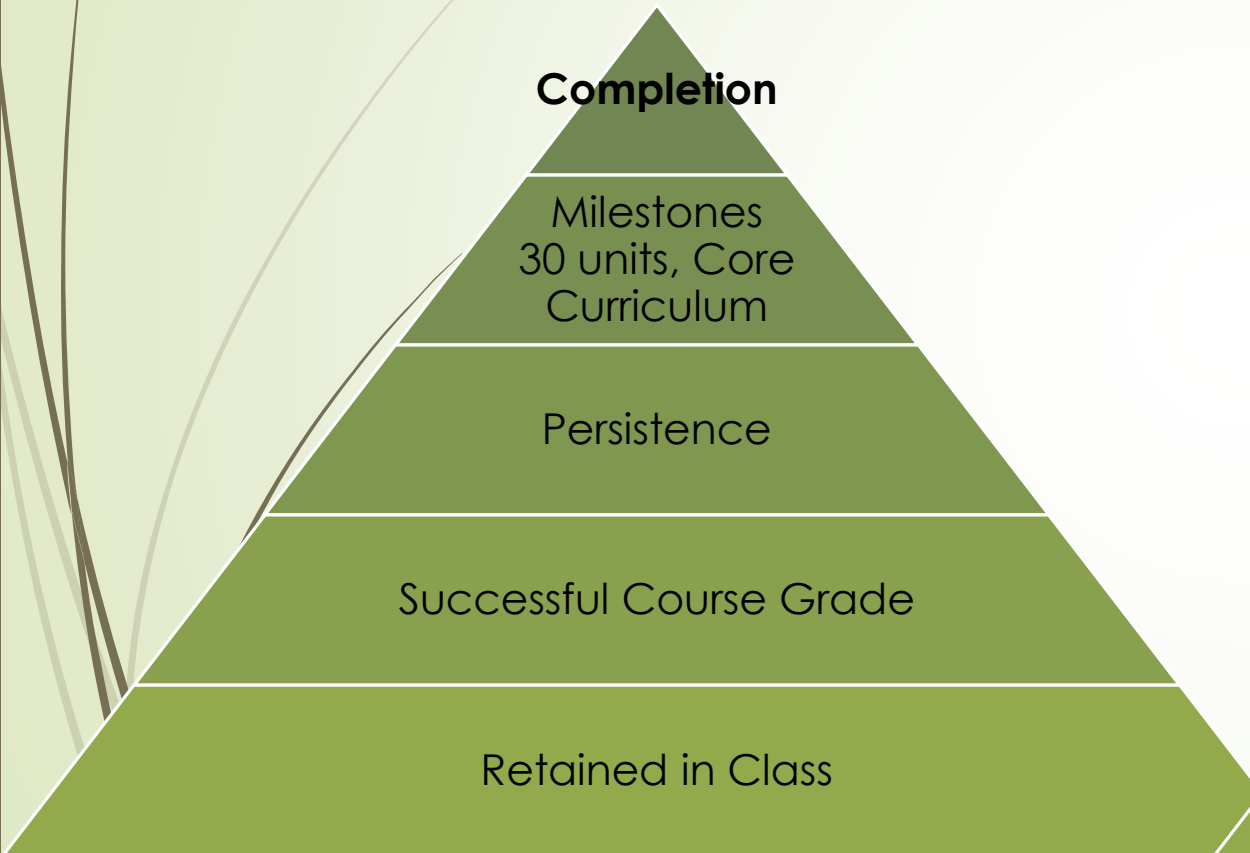 Completion
Milestones
30 units, Core
Curriculum
Persistence
Successful Course Grade
Retained in Class